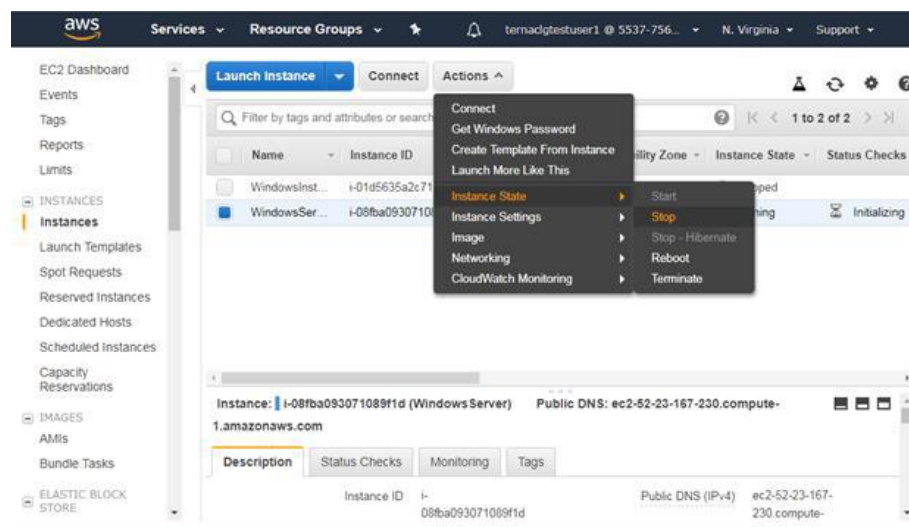 aws Services Resource Groups ternaclgtestuser1 @ 5537-756... N. Virginia Support
EC2 Dashboard
Events
Tags
Reports
Limits
INSTANCES
Instances
Launch Templates
Spot Requests
Reserved Instances
Dedicated Hosts
Scheduled Instances
Capacity
Reservations
IMAGES
AMIs
Bundle Tasks
ELASTIC BLOCK
STORE
Launch Instance Connect Actions
Filter by tags and attributes or search 1 to 2 of 2
Name Instance ID ility Zone Instance State Status Checks
WindowsInst... i-01d5635a2c71 pped
WindowsSer... i-08fba09307108 ning Initializing
Connect
Get Windows Password
Create Template From Instance
Launch More Like This
Instance State
Instance Settings
Image
Networking
CloudWatch Monitoring
Start
Stop
Stop - Hibernate
Reboot
Terminate
Instance: i-08fba093071089f1d (WindowsServer) Public DNS: ec2-52-23-167-230.compute-
1.amazonaws.com
Description Status Checks Monitoring Tags
Instance ID i- Public DNS (IPv4) ec2-52-23-167-
08fba093071089f1d 230.compute-